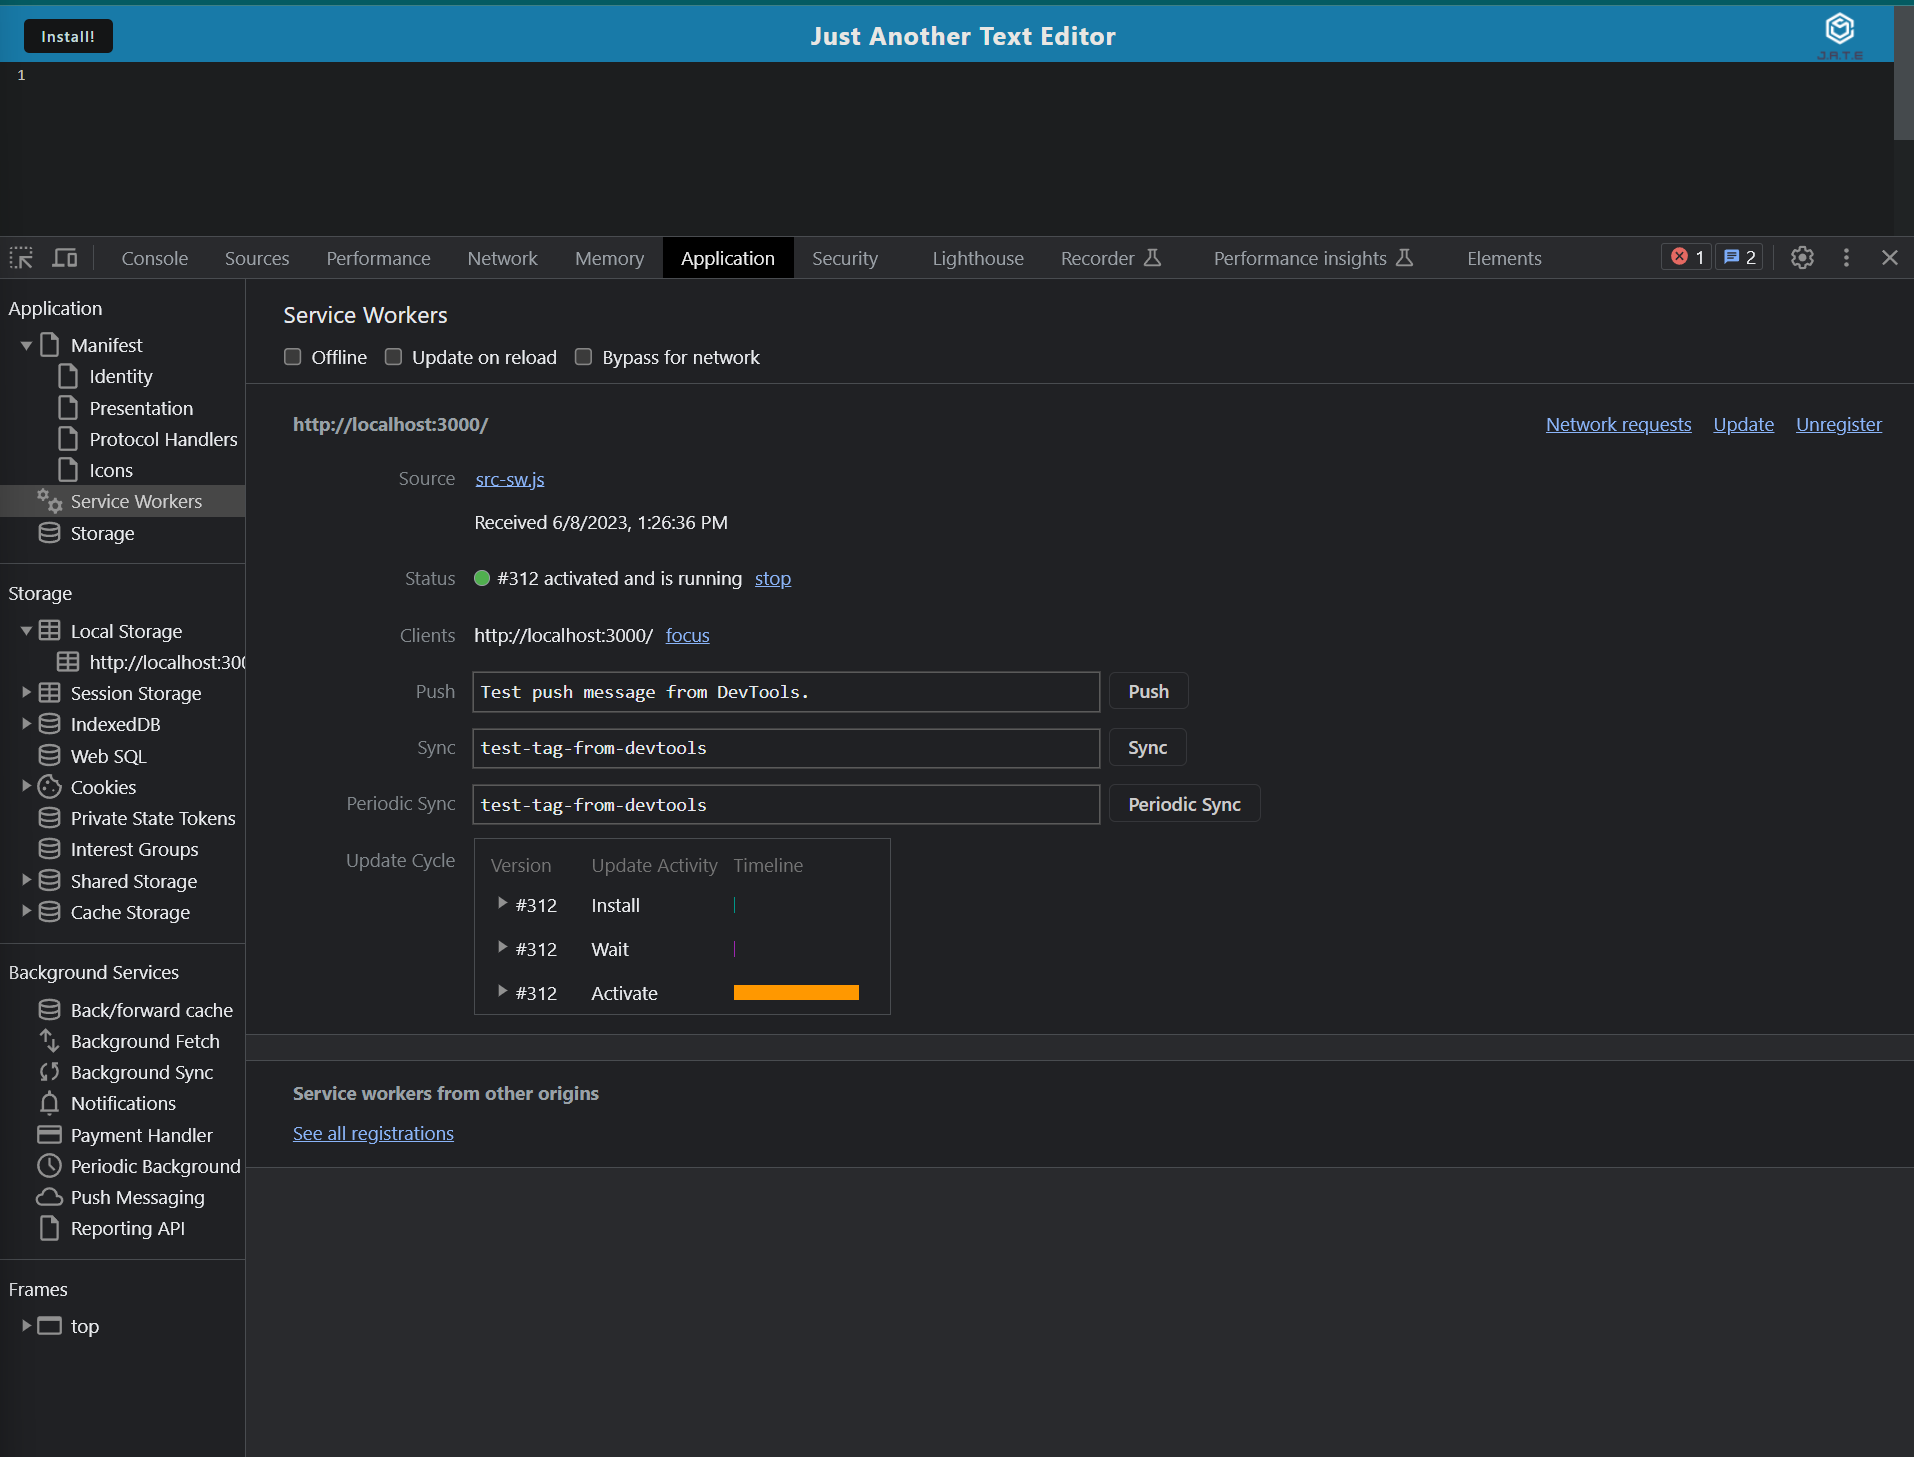 Install!
Just Another Text Editor
J.A.T.E
1
Console Sources Performance Network Memory Application Security Lighthouse Recorder Performance insights Elements 1 2
Application
Manifest
Identity
Presentation
Protocol Handlers
Icons
Service Workers
Storage
Storage
Local Storage
http://localhost:300
Session Storage
IndexedDB
Web SQL
Cookies
Private State Tokens
Interest Groups
Shared Storage
Cache Storage
Background Services
Back/forward cache
Background Fetch
Background Sync
Notifications
Payment Handler
Periodic Background
Push Messaging
Reporting API
Frames
top
Service Workers
Offline Update on reload Bypass for network
http://localhost:3000/ Network requests Update Unregister
Source src-sw.js
Received 6/8/2023, 1:26:36 PM
Status #312 activated and is running stop
Clients http://localhost:3000/ focus
Push Test push message from DevTools. Push
Sync test-tag-from-devtools Sync
Periodic Sync test-tag-from-devtools Periodic Sync
Update Cycle Version Update Activity Timeline
#312 Install
#312 Wait
#312 Activate
Service workers from other origins
See all registrations